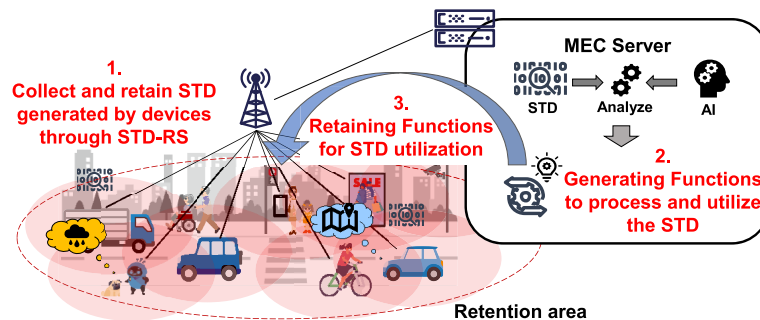 1.
Collect and retain STD
generated by devices
through STD-RS
3.
Retaining Functions
for STD utilization
MEC Server
STD
Analyze
AI
2.
Generating Functions
to process and utilize
the STD
SALE
Retention area